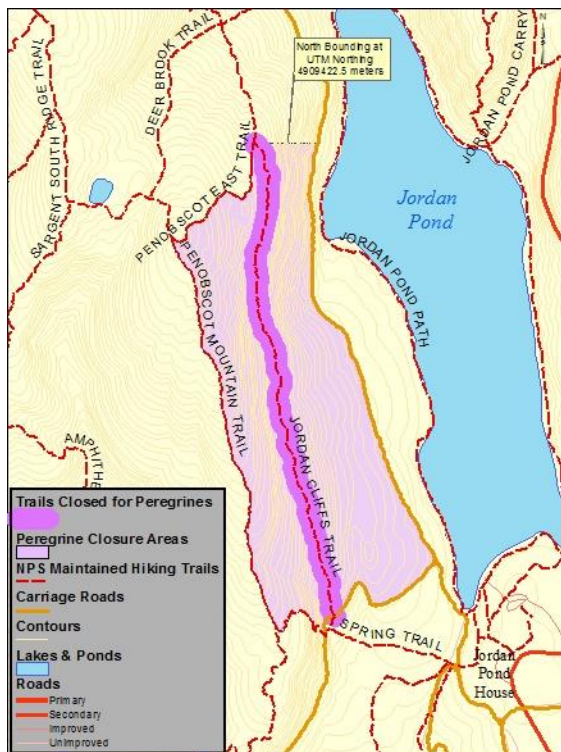 North Bounding at
UTM Northing
4909422.5 meters
N
SARGENT SOUTH RIDGE TRAIL
DEER BROOK TRAIL
JORDAN POND CARRY
PENOBSCOT EAST TRAIL
Jordan
Pond
JORDAN POND PATH
PENOBSCOT MOUNTAIN TRAIL
JORDAN CLIFFS TRAIL
AMPHITHE
SPRING TRAIL
Jordan
Pond
House
Trails Closed for Peregrines
Peregrine Closure Areas
NPS Maintained Hiking Trails
Carriage Roads
Contours
Lakes & Ponds
Roads
Primary
Secondary
Improved
Unimproved